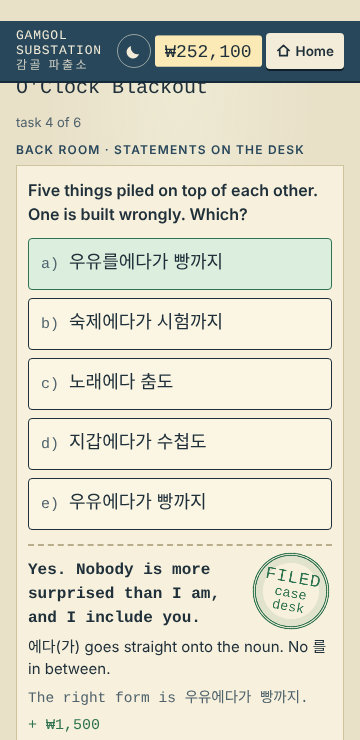 GAMGOL
SUBSTATION
감골 파출소
₩252,100
Home
O'Clock Blackout
task 4 of 6
BACK ROOM · STATEMENTS ON THE DESK
Five things piled on top of each other.
One is built wrongly. Which?
a) 우유를에다가 빵까지
b) 숙제에다가 시험까지
c) 노래에다 춤도
d) 지갑에다가 수첩도
e) 우유에다가 빵까지
Yes. Nobody is more
surprised than I am,
and I include you.
FILED
case
desk
에다(가) goes straight onto the noun. No 를
in between.
The right form is 우유에다가 빵까지.
+ ₩1,500